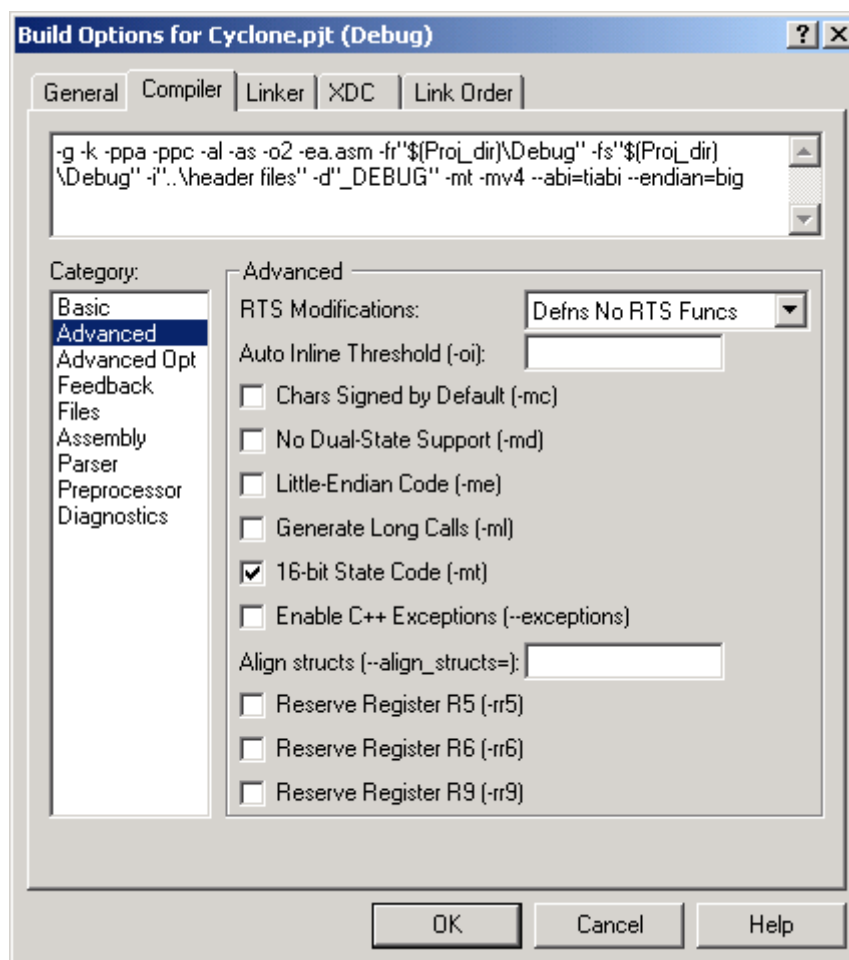 Build Options for Cyclone.pjt (Debug)
General Compiler Linker XDC Link Order
-g -k -ppa -ppc -al -as -o2 -ea.asm -fr"$(Proj_dir)\Debug" -fs"$(Proj_dir)
\Debug" -i"..\header files" -d"_DEBUG" -mt -mv4 --abi=tiabi --endian=big
Category:
Basic
Advanced
Advanced Opt
Feedback
Files
Assembly
Parser
Preprocessor
Diagnostics
Advanced
RTS Modifications: Defns No RTS Funcs
Auto Inline Threshold (-oi):
Chars Signed by Default (-mc)
No Dual-State Support (-md)
Little-Endian Code (-me)
Generate Long Calls (-ml)
16-bit State Code (-mt)
Enable C++ Exceptions (--exceptions)
Align structs (--align_structs=):
Reserve Register R5 (-rr5)
Reserve Register R6 (-rr6)
Reserve Register R9 (-rr9)
OK Cancel Help